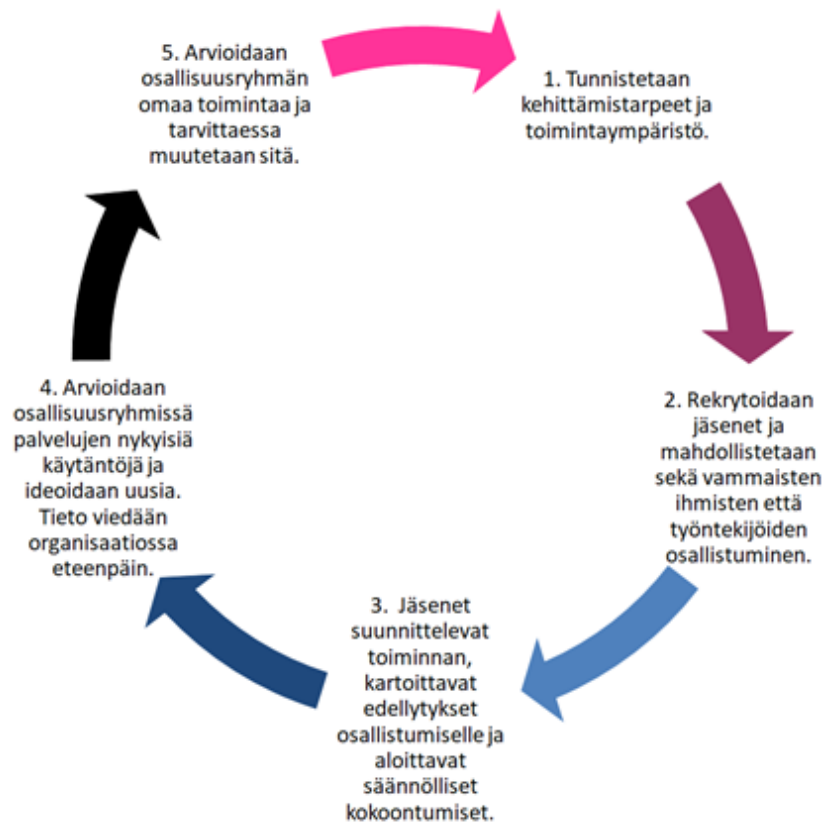 1. Tunnistetaan
kehittämistarpeet ja
toimintaympäristö.
2. Rekrytoidaan
jäsenet ja
mahdollistetaan
sekä vammaisten
ihmisten että
työntekijöiden
osallistuminen.
3. Jäsenet
suunnittelevat
toiminnan,
kartoittavat
edellytykset
osallistumiselle ja
aloittavat
säännölliset
kokoontumiset.
4. Arvioidaan
osallisuusryhmissä
palvelujen nykyisiä
käytäntöjä ja
ideoidaan uusia.
Tieto viedään
organisaatiossa
eteenpäin.
5. Arvioidaan
osallisuusryhmän
omaa toimintaa ja
tarvittaessa
muutetaan sitä.